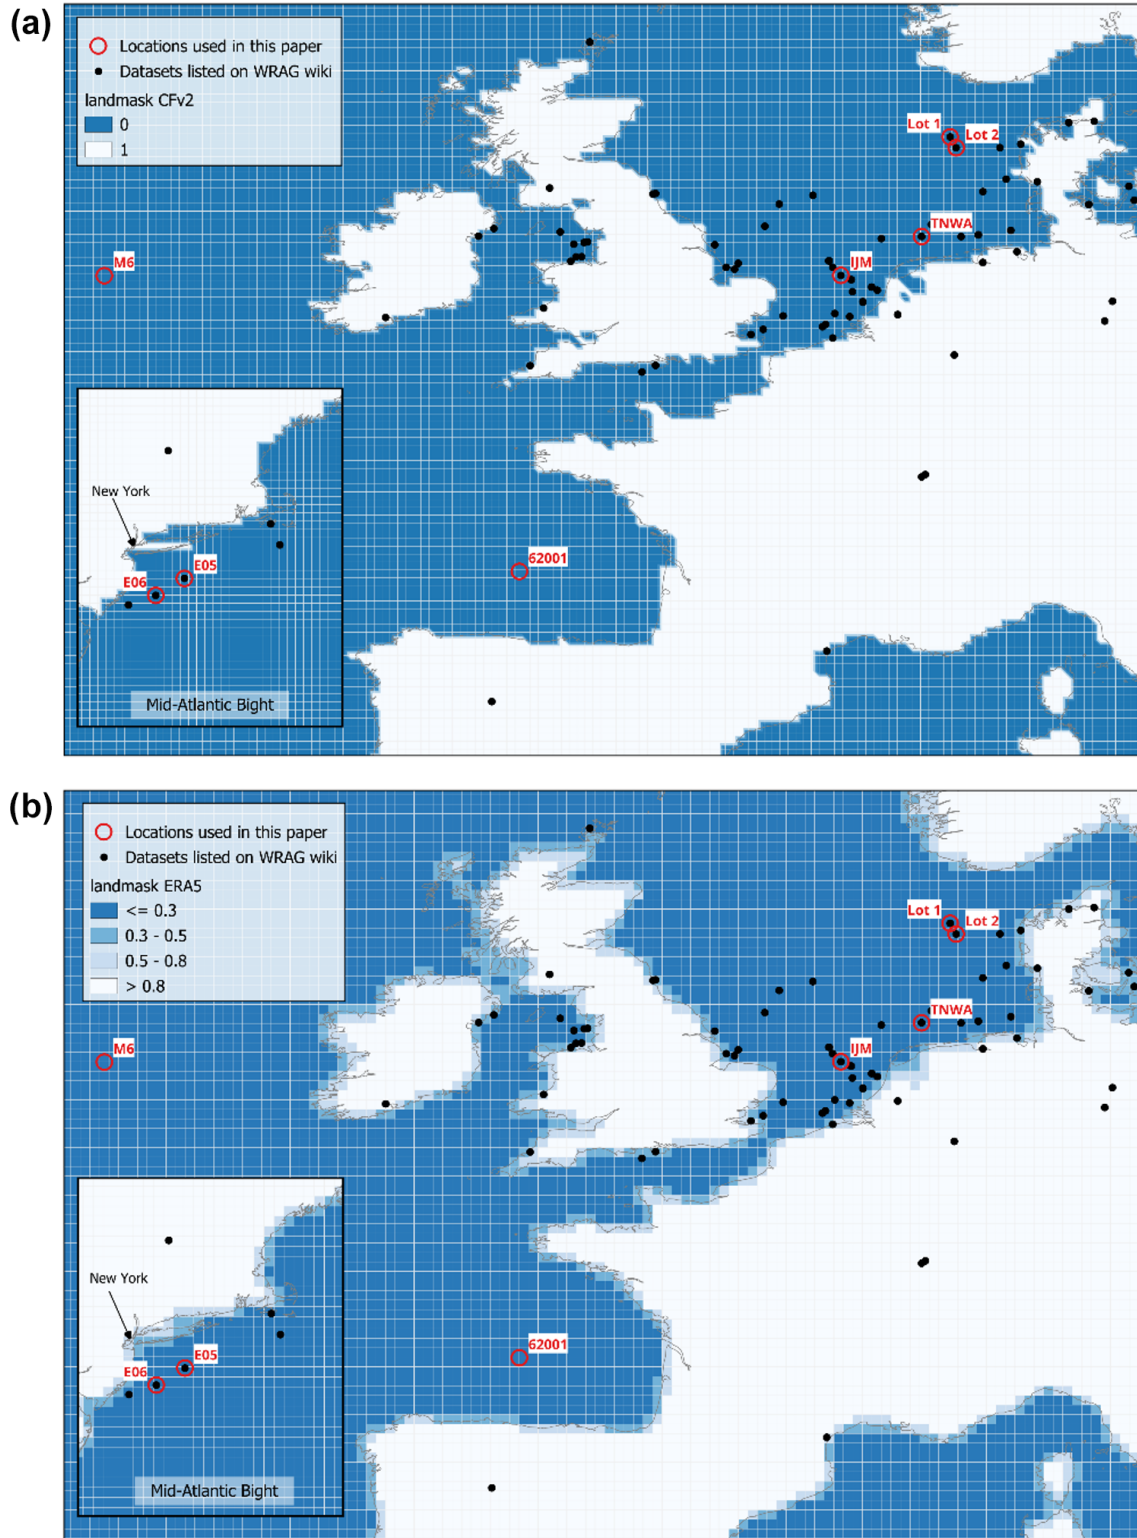 (a)
Locations used in this paper
Datasets listed on WRAG wiki
landmask CFv2
0
1
Lot 1
Lot 2
TNWA
M6
IJM
New York
62001
E05
E06
Mid-Atlantic Bight
(b)
Locations used in this paper
Datasets listed on WRAG wiki
landmask ERA5
<= 0.3
0.3 - 0.5
0.5 - 0.8
> 0.8
Lot 1
Lot 2
TNWA
M6
IJM
New York
62001
E05
E06
Mid-Atlantic Bight